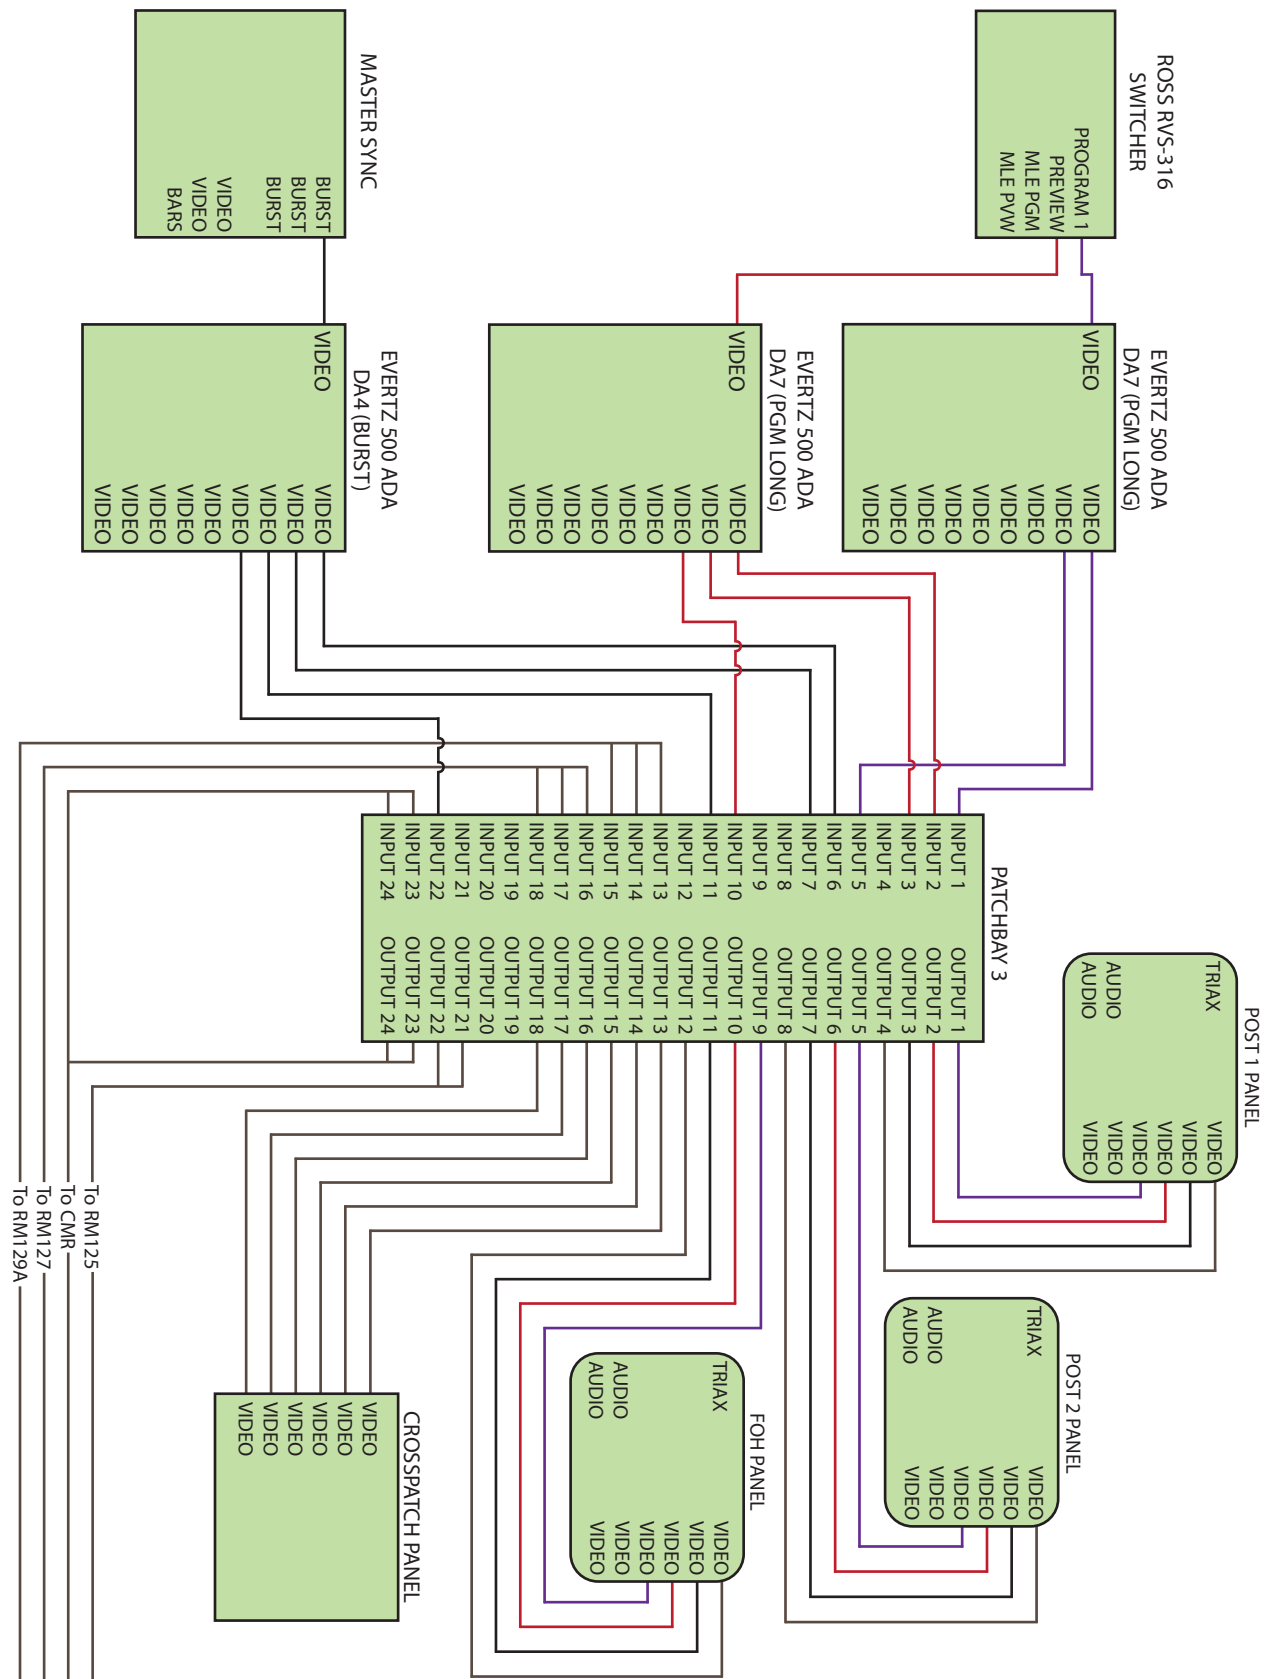 ROSS RVS-316
SWITCHER
PROGRAM 1
PREVIEW
MLE PGM
MLE PVW
EVERTZ 500 ADA
DA7 (PGM LONG)
VIDEO
VIDEO
VIDEO
VIDEO
VIDEO
VIDEO
VIDEO
VIDEO
VIDEO
VIDEO
EVERTZ 500 ADA
DA7 (PGM LONG)
VIDEO
VIDEO
VIDEO
VIDEO
VIDEO
VIDEO
VIDEO
VIDEO
VIDEO
VIDEO
MASTER SYNC
BURST
BURST
BURST
VIDEO
VIDEO
BARS
EVERTZ 500 ADA
DA4 (BURST)
VIDEO
VIDEO
VIDEO
VIDEO
VIDEO
VIDEO
VIDEO
VIDEO
VIDEO
VIDEO
PATCHBAY 3
INPUT 1 OUTPUT 1
INPUT 2 OUTPUT 2
INPUT 3 OUTPUT 3
INPUT 4 OUTPUT 4
INPUT 5 OUTPUT 5
INPUT 6 OUTPUT 6
INPUT 7 OUTPUT 7
INPUT 8 OUTPUT 8
INPUT 9 OUTPUT 9
INPUT 10 OUTPUT 10
INPUT 11 OUTPUT 11
INPUT 12 OUTPUT 12
INPUT 13 OUTPUT 13
INPUT 14 OUTPUT 14
INPUT 15 OUTPUT 15
INPUT 16 OUTPUT 16
INPUT 17 OUTPUT 17
INPUT 18 OUTPUT 18
INPUT 19 OUTPUT 19
INPUT 20 OUTPUT 20
INPUT 21 OUTPUT 21
INPUT 22 OUTPUT 22
INPUT 23 OUTPUT 23
INPUT 24 OUTPUT 24
POST 1 PANEL
TRIAX
AUDIO
AUDIO
VIDEO
VIDEO
VIDEO
VIDEO
VIDEO
VIDEO
POST 2 PANEL
TRIAX
AUDIO
AUDIO
VIDEO
VIDEO
VIDEO
VIDEO
VIDEO
VIDEO
FOH PANEL
TRIAX
AUDIO
AUDIO
VIDEO
VIDEO
VIDEO
VIDEO
VIDEO
VIDEO
CROSSPATCH PANEL
VIDEO
VIDEO
VIDEO
VIDEO
VIDEO
VIDEO
To RM125
To CMR
To RM127
To RM129A